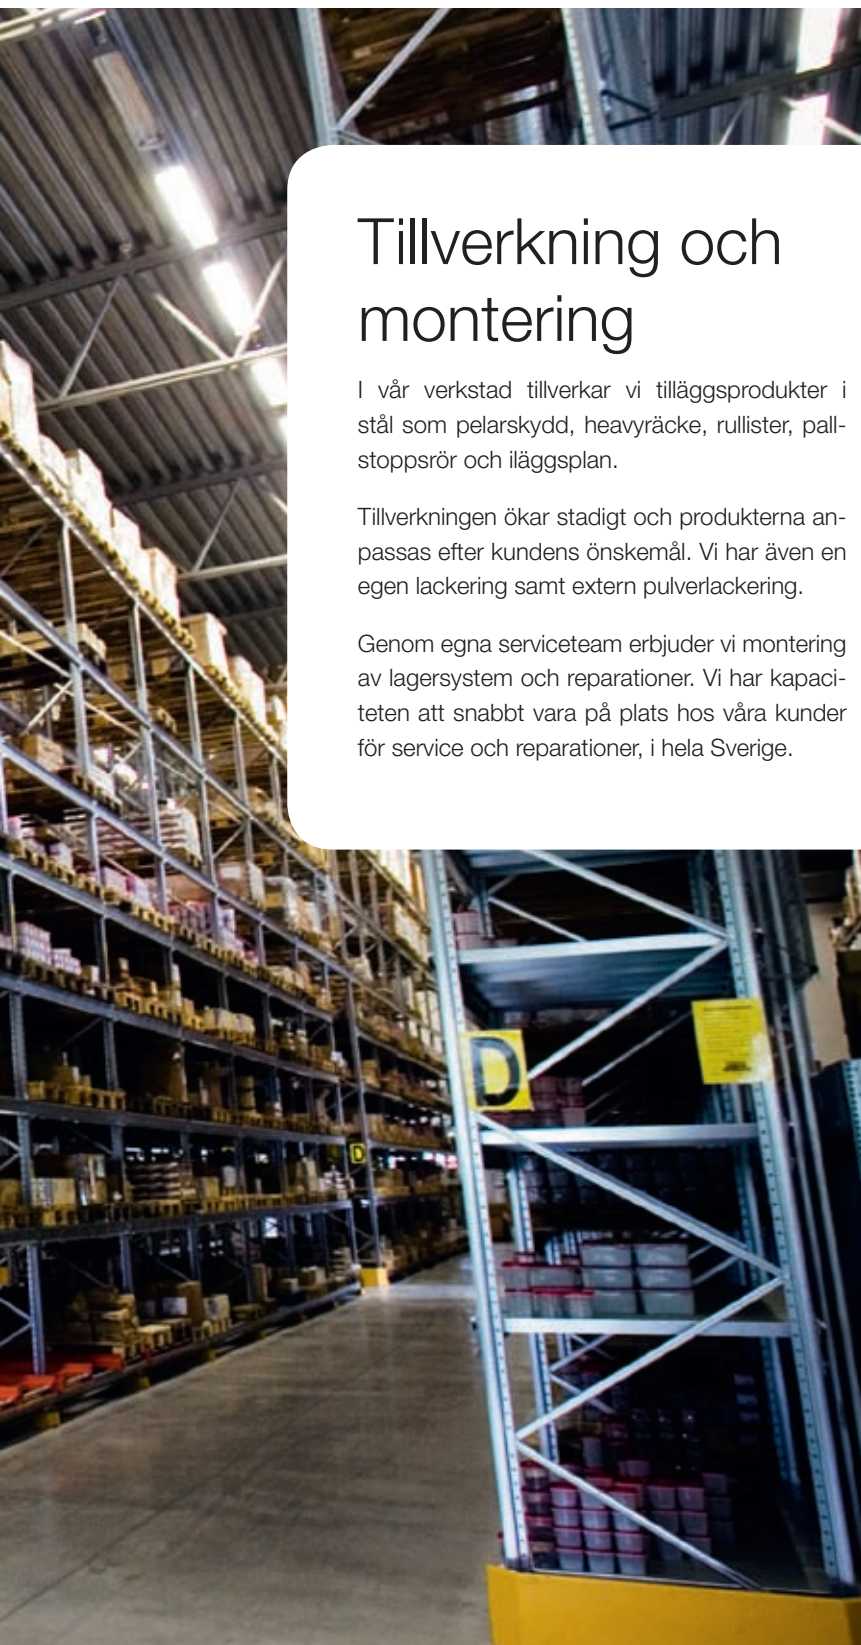 Tillverkning och
montering
I vår verkstad tillverkar vi tilläggsprodukter i
stål som pelarskydd, heavyräcke, rullister, pall-
stoppsrör och iläggsplan.
Tillverkningen ökar stadigt och produkterna an-
passas efter kundens önskemål. Vi har även en
egen lackering samt extern pulverlackering.
Genom egna serviceteam erbjuder vi montering
av lagersystem och reparationer. Vi har kapaci-
teten att snabbt vara på plats hos våra kunder
för service och reparationer, i hela Sverige.
D
D